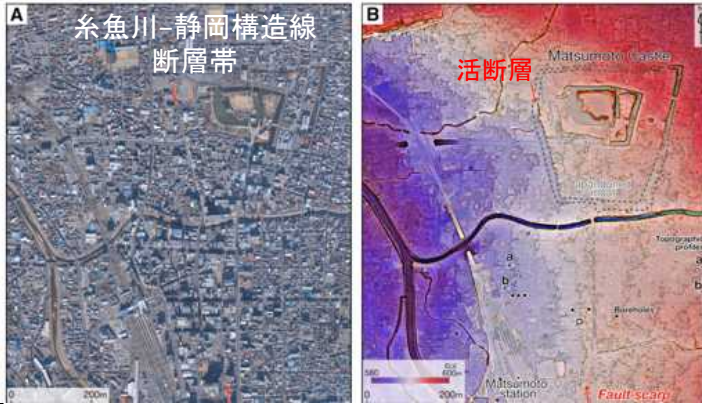 A
糸魚川-静岡構造線
断層帯
0
200m
B
活断層
Matsumoto Castle
Topographic
profiles
a
a
b
b
Boreholes
p
580
600m
Matsumoto
station
0
200m
Fault scarp